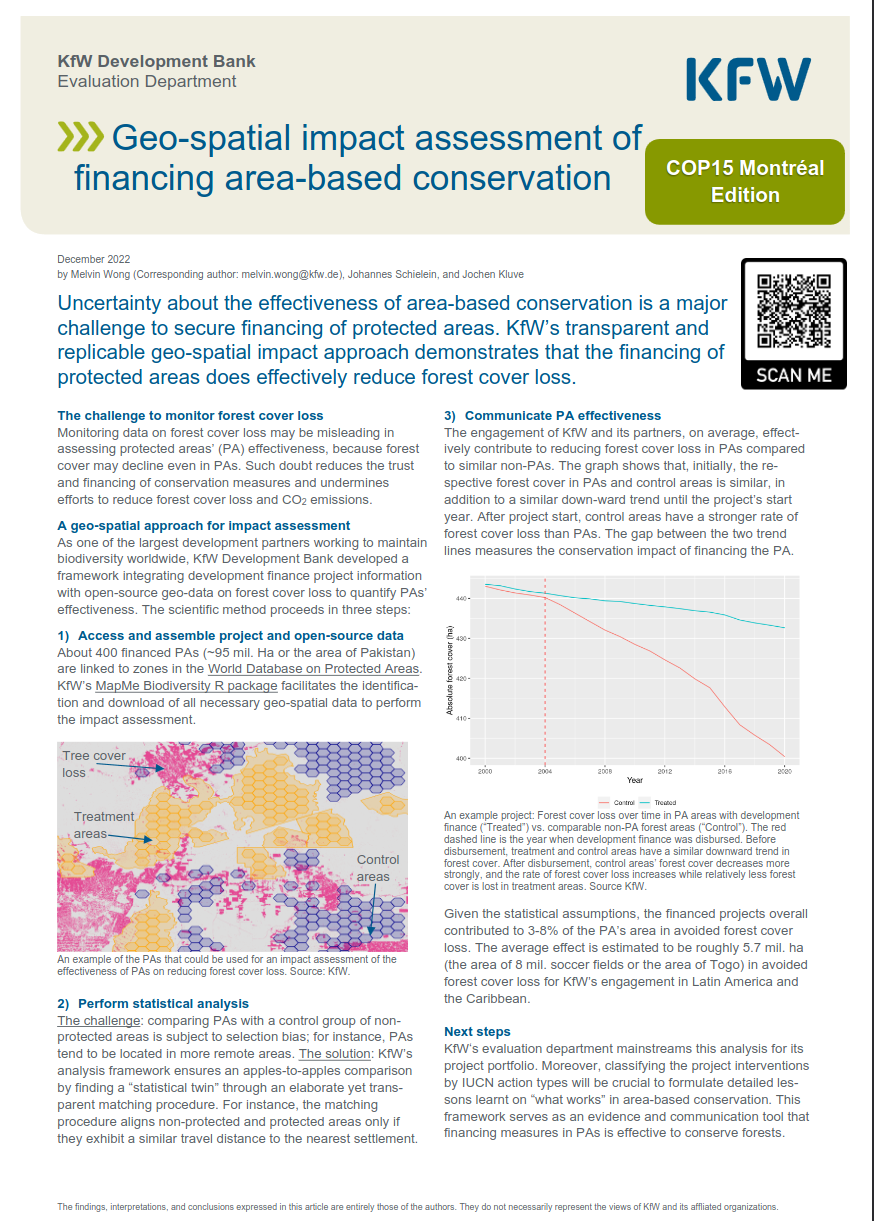 KfW Development Bank
Evaluation Department
KFW
Geo-spatial impact assessment of
financing area-based conservation
COP15 Montréal
Edition
December 2022
by Melvin Wong (Corresponding author: melvin.wong@kfw.de), Johannes Schielein, and Jochen Kluve
Uncertainty about the effectiveness of area-based conservation is a major
challenge to secure financing of protected areas. KfW's transparent and
replicable geo-spatial impact approach demonstrates that the financing of
protected areas does effectively reduce forest cover loss.
SCAN ME
The challenge to monitor forest cover loss
Monitoring data on forest cover loss may be misleading in
assessing protected areas' (PA) effectiveness, because forest
cover may decline even in PAs. Such doubt reduces the trust
and financing of conservation measures and undermines
efforts to reduce forest cover loss and CO₂ emissions.
A geo-spatial approach for impact assessment
As one of the largest development partners working to maintain
biodiversity worldwide, KfW Development Bank developed a
framework integrating development finance project information
with open-source geo-data on forest cover loss to quantify PAs'
effectiveness. The scientific method proceeds in three steps:
1) Access and assemble project and open-source data
About 400 financed PAs (~95 mil. Ha or the area of Pakistan)
are linked to zones in the World Database on Protected Areas.
KfW's MapMe Biodiversity R package facilitates the identifica-
tion and download of all necessary geo-spatial data to perform
the impact assessment.
Tree cover
loss
Treatment
areas
Control
areas
An example of the PAs that could be used for an impact assessment of the
effectiveness of PAs on reducing forest cover loss. Source: KfW.
2) Perform statistical analysis
The challenge: comparing PAs with a control group of non-
protected areas is subject to selection bias; for instance, PAs
tend to be located in more remote areas. The solution: KfW's
analysis framework ensures an apples-to-apples comparison
by finding a "statistical twin" through an elaborate yet trans-
parent matching procedure. For instance, the matching
procedure aligns non-protected and protected areas only if
they exhibit a similar travel distance to the nearest settlement.
3) Communicate PA effectiveness
The engagement of KfW and its partners, on average, effect-
ively contribute to reducing forest cover loss in PAs compared
to similar non-PAs. The graph shows that, initially, the re-
spective forest cover in PAs and control areas is similar, in
addition to a similar down-ward trend until the project's start
year. After project start, control areas have a stronger rate of
forest cover loss than PAs. The gap between the two trend
lines measures the conservation impact of financing the PA.
Absolute forest cover (ha)
440
430
420
410
400
2000 2004 2008 2012 2016 2020
Year
Control Treated
An example project: Forest cover loss over time in PA areas with development
finance ("Treated") vs. comparable non-PA forest areas ("Control"). The red
dashed line is the year when development finance was disbursed. Before
disbursement, treatment and control areas have a similar downward trend in
forest cover. After disbursement, control areas' forest cover decreases more
strongly, and the rate of forest cover loss increases while relatively less forest
cover is lost in treatment areas. Source KfW.
Given the statistical assumptions, the financed projects overall
contributed to 3-8% of the PA's area in avoided forest cover
loss. The average effect is estimated to be roughly 5.7 mil. ha
(the area of 8 mil. soccer fields or the area of Togo) in avoided
forest cover loss for KfW's engagement in Latin America and
the Caribbean.
Next steps
KfW's evaluation department mainstreams this analysis for its
project portfolio. Moreover, classifying the project interventions
by IUCN action types will be crucial to formulate detailed les-
sons learnt on "what works" in area-based conservation. This
framework serves as an evidence and communication tool that
financing measures in PAs is effective to conserve forests.
The findings, interpretations, and conclusions expressed in this article are entirely those of the authors. They do not necessarily represent the views of KfW and its affliated organizations.